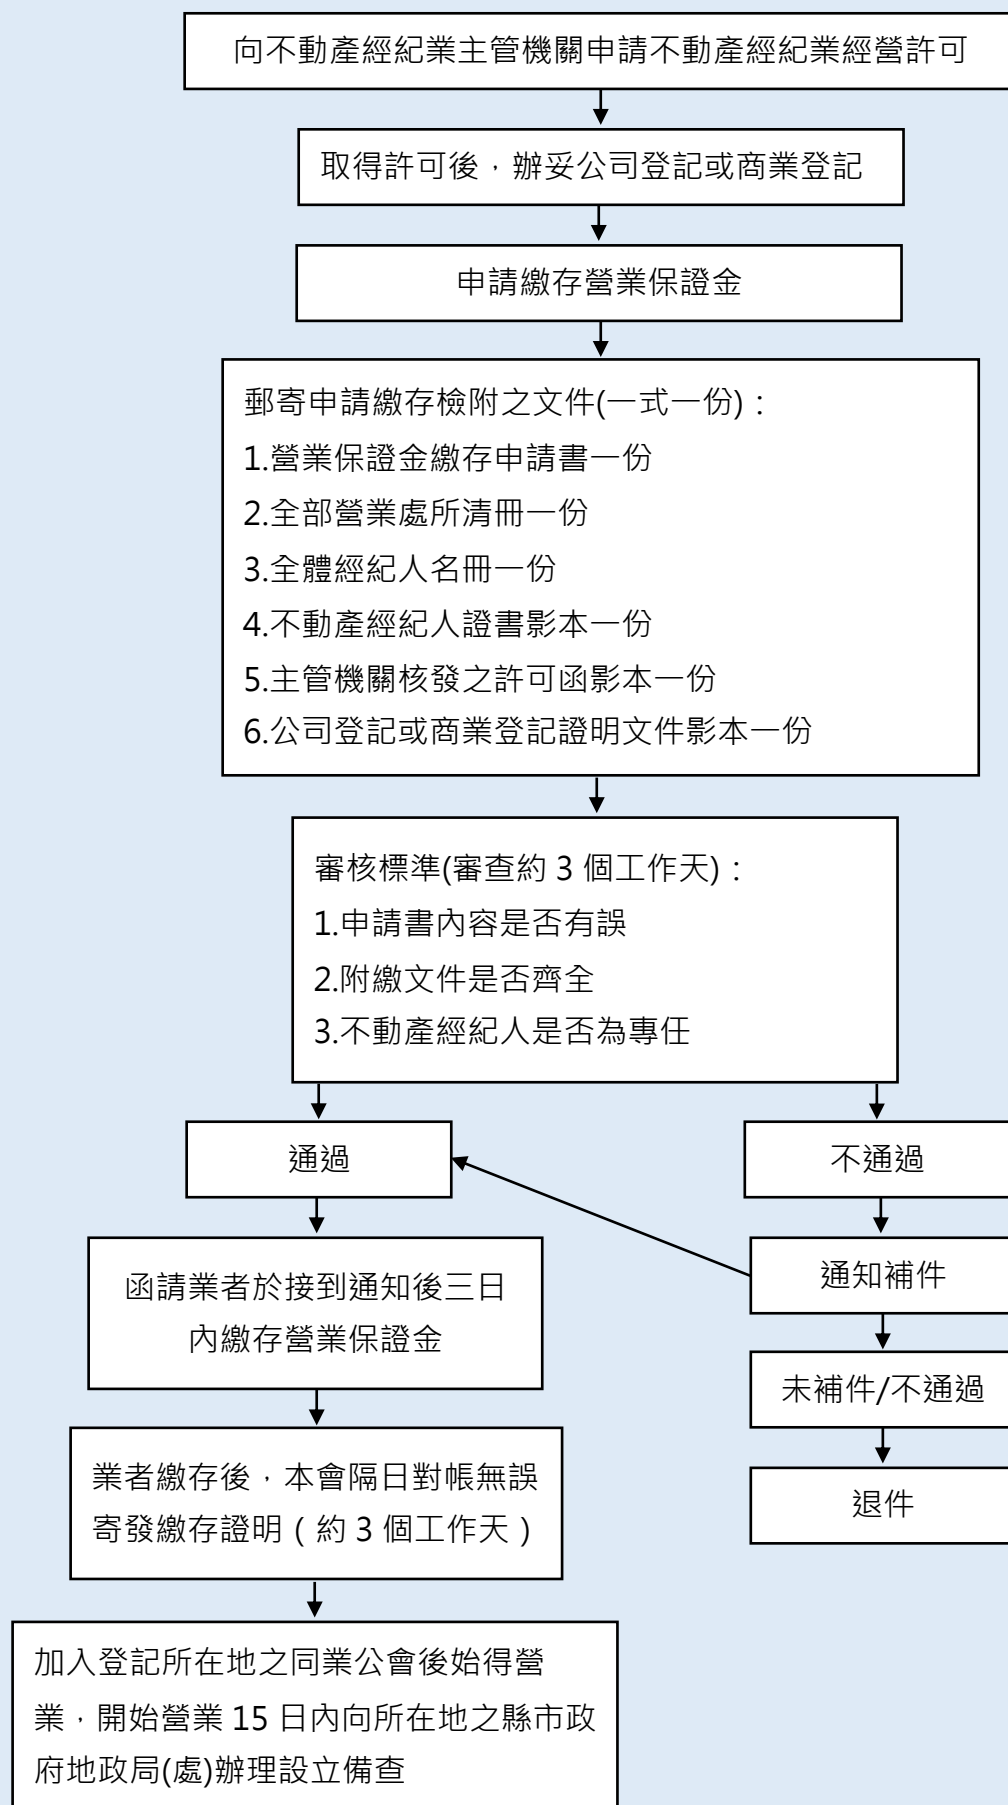 向不動產經紀業主管機關申請不動產經紀業經營許可
取得許可後，辦妥公司登記或商業登記
申請繳存營業保證金
郵寄申請繳存檢附之文件(一式一份)：
1.營業保證金繳存申請書一份
2.全部營業處所清冊一份
3.全體經紀人名冊一份
4.不動產經紀人證書影本一份
5.主管機關核發之許可函影本一份
6.公司登記或商業登記證明文件影本一份
審核標準(審查約 3 個工作天)：
1.申請書內容是否有誤
2.附繳文件是否齊全
3.不動產經紀人是否為專任
通過
不通過
函請業者於接到通知後三日
內繳存營業保證金
通知補件
未補件/不通過
業者繳存後，本會隔日對帳無誤
寄發繳存證明（約 3 個工作天）
退件
加入登記所在地之同業公會後始得營
業，開始營業 15 日內向所在地之縣市政
府地政局(處)辦理設立備查